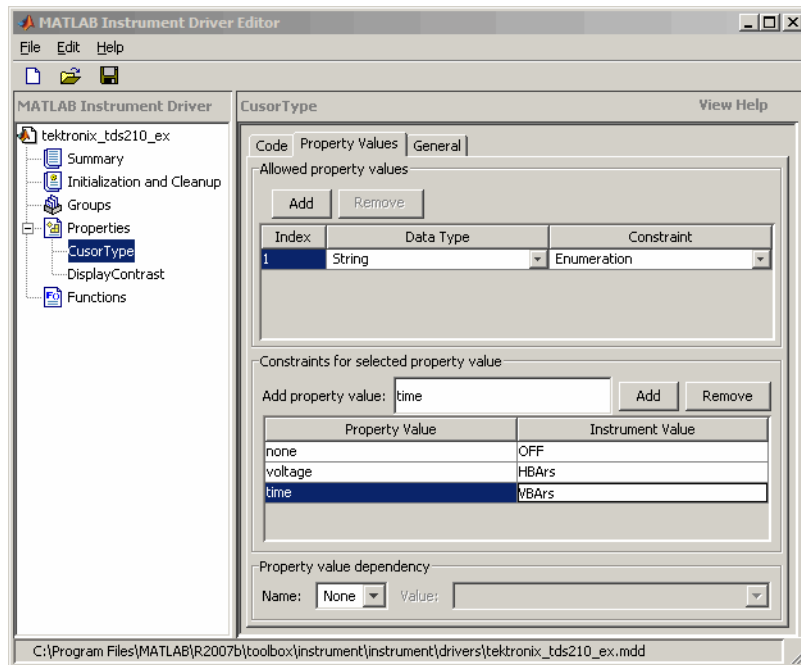 MATLAB Instrument Driver Editor
File Edit Help
MATLAB Instrument Driver
CusorType View Help
tektronix_tds210_ex
Summary
Initialization and Cleanup
Groups
Properties
CusorType
DisplayContrast
Functions
Code Property Values General
Allowed property values
Add Remove
Index Data Type Constraint
1 String Enumeration
Constraints for selected property value
Add property value: time Add Remove
Property Value Instrument Value
none OFF
voltage HBArs
time VBArs
Property value dependency
Name: None Value:
C:\Program Files\MATLAB\R2007b\toolbox\instrument\instrument\drivers\tektronix_tds210_ex.mdd